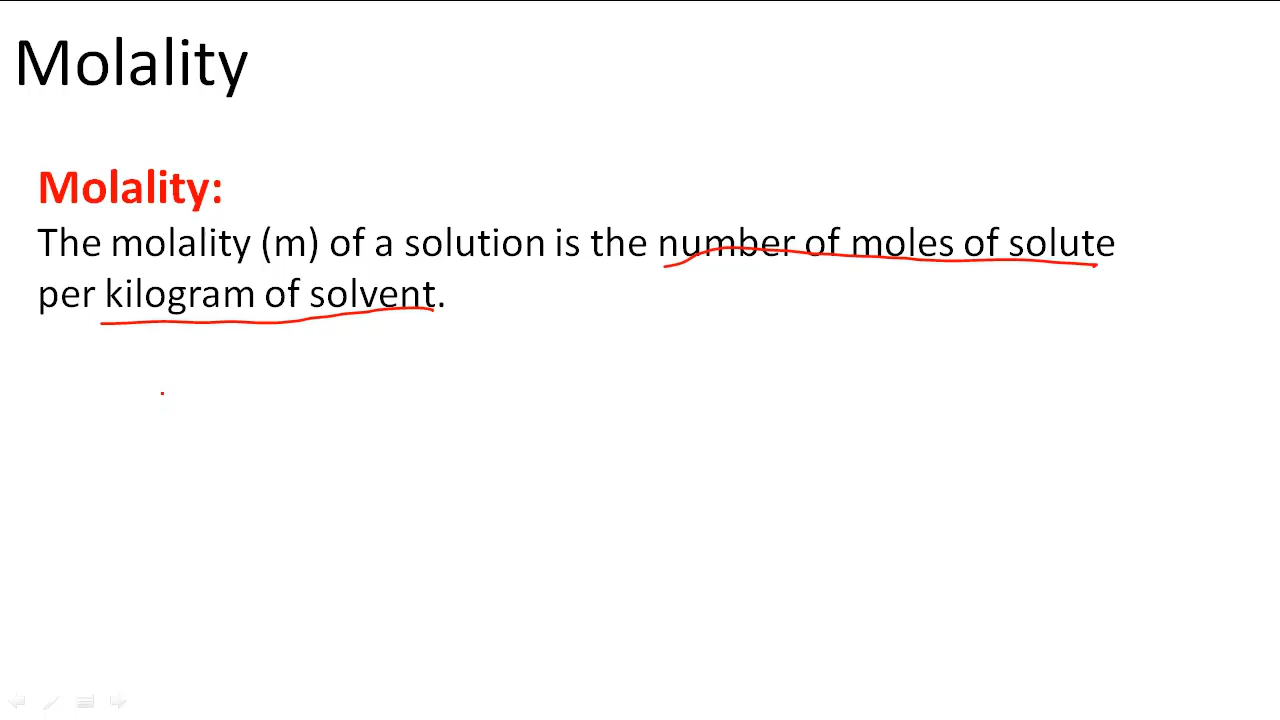 Molality
Molality:
The molality (m) of a solution is the number of moles of solute
per kilogram of solvent.